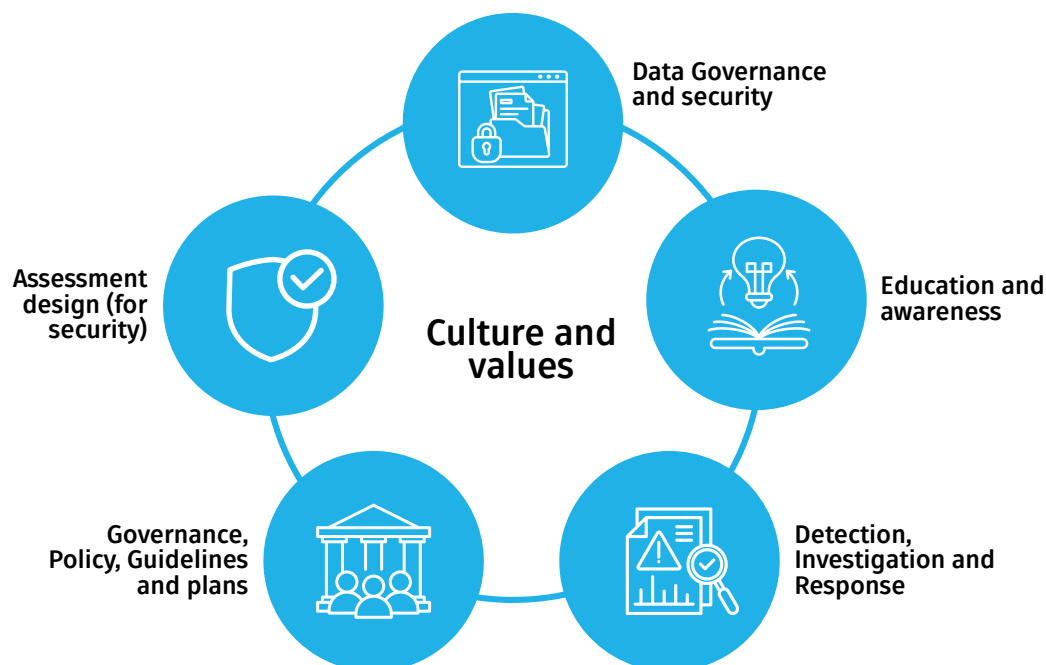 Data Governance
and security
Education and
awareness
Detection,
Investigation and
Response
Governance,
Policy, Guidelines
and plans
Assessment
design (for
security)
Culture and
values